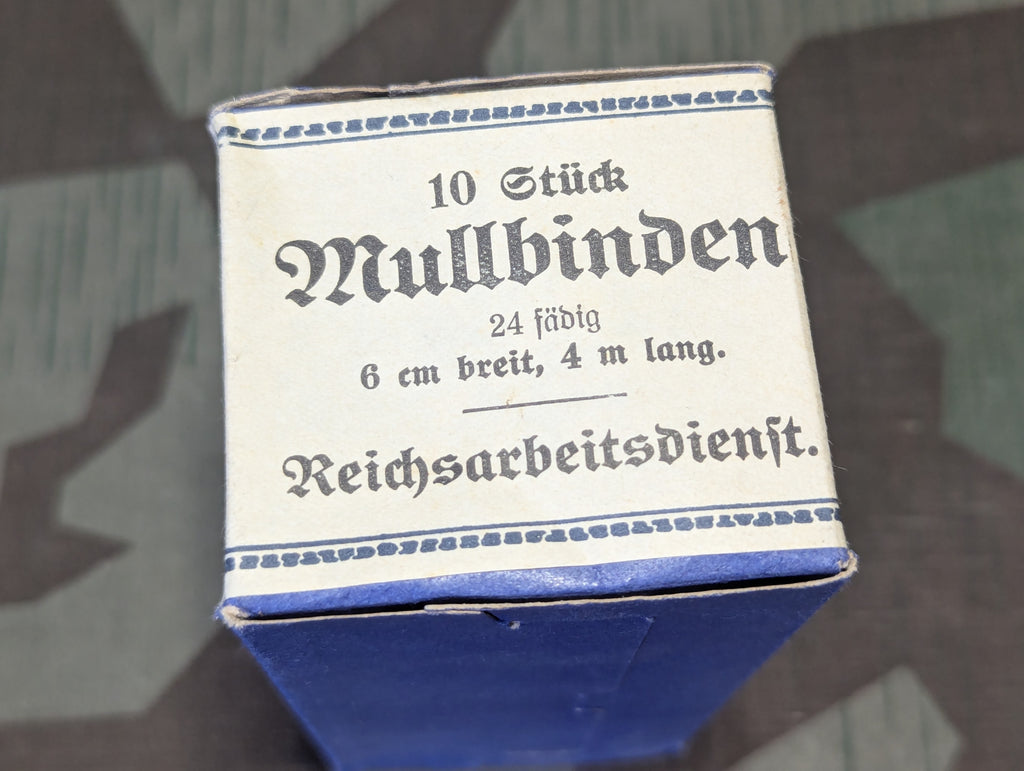 10 Stück
Mullbinden
24 fädig
6 cm breit, 4 m lang.
Reichsarbeitsdienst.